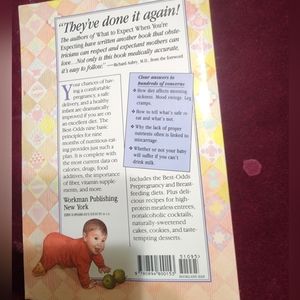 "They've done it again!
The authors of What to Expect When You're
Expecting have written another book that obste-
tricians can respect and expectant mothers can
love. ...Not only is this book medically accurate,
it's easy to follow." —Richard Aubry, M.D., from the foreword
Your chances of hav-
ing a comfortable
pregnancy, a safe
delivery, and a healthy
infant are dramatically
improved if you are on
an excellent diet. The
Best-Odds nine basic
principles for nine
months of nutritious eat-
ing provides just such a
plan. It is complete with
the most current data on
calories, drugs, food
additives, the importance
of fiber, vitamin supple-
ments, and more.
Workman Publishing
New York
Clear answers to
hundreds of concerns:
How diet affects morning
sickness. Mood swings. Leg
cramps.
How to tell what's safe to
eat and what's not.
Why the lack of proper
nutrients often is linked to
miscarriage
Whether or not your baby
will suffer if you can't
drink milk.
Includes the Best-Odds
Prepregnancy and Breast-
feeding diets. Plus deli-
cious recipes for high-
protein meatless entrees,
nonalcoholic cocktails,
naturally-sweetened
cakes, cookies, and taste-
tempting desserts.
51095